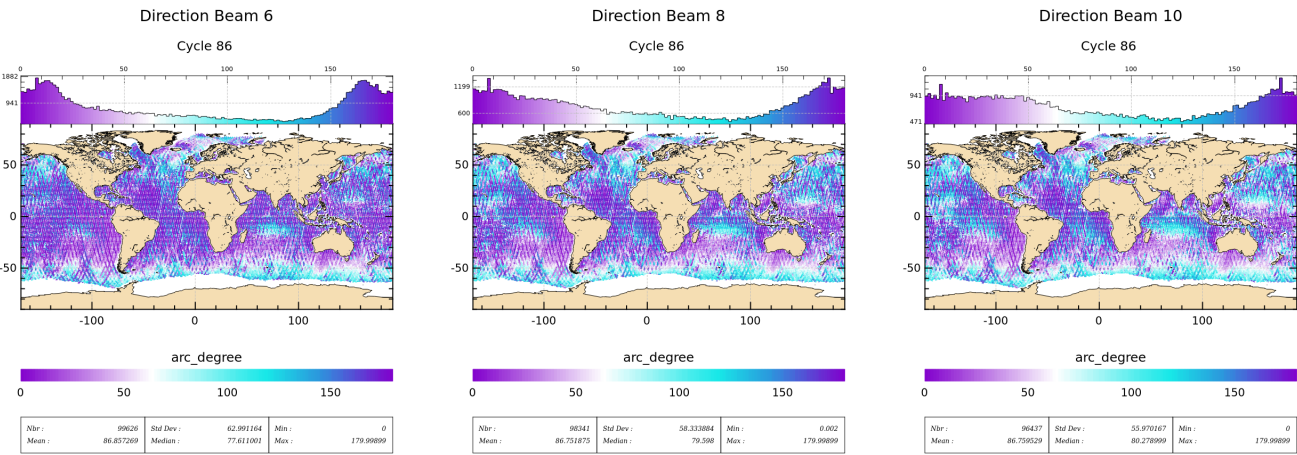 Direction Beam 6
Cycle 86
0 50 100 150
1882
941
50
0
-50
-100 0 100
arc_degree
0 50 100 150
Nbr : 99626 Std Dev : 62.991164 Min : 0
Mean : 86.857269 Median : 77.611001 Max : 179.99899
Direction Beam 8
Cycle 86
0 50 100 150
1199
600
50
0
-50
-100 0 100
arc_degree
0 50 100 150
Nbr : 98341 Std Dev : 58.333884 Min : 0.002
Mean : 86.751875 Median : 79.598 Max : 179.99899
Direction Beam 10
Cycle 86
0 50 100 150
941
471
50
0
-50
-100 0 100
arc_degree
0 50 100 150
Nbr : 96437 Std Dev : 55.970167 Min : 0
Mean : 86.759529 Median : 80.278999 Max : 179.99899